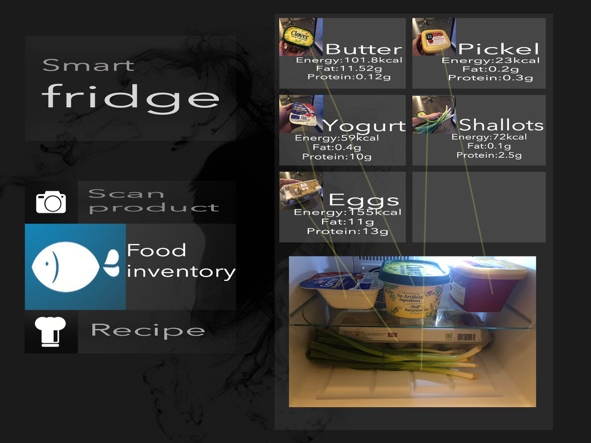 Smart
fridge
Scan
product
Food
inventory
Recipe
Butter
Energy:101.8kcal
Fat:11.52g
Protein:0.12g
Pickel
Energy:23kcal
Fat:0.2g
Protein:0.3g
Yogurt
Energy:59kcal
Fat:0.4g
Protein:10g
Shallots
Energy:72kcal
Fat:0.1g
Protein:2.5g
Eggs
Energy:155kcal
Fat:11g
Protein:13g
No Artificial